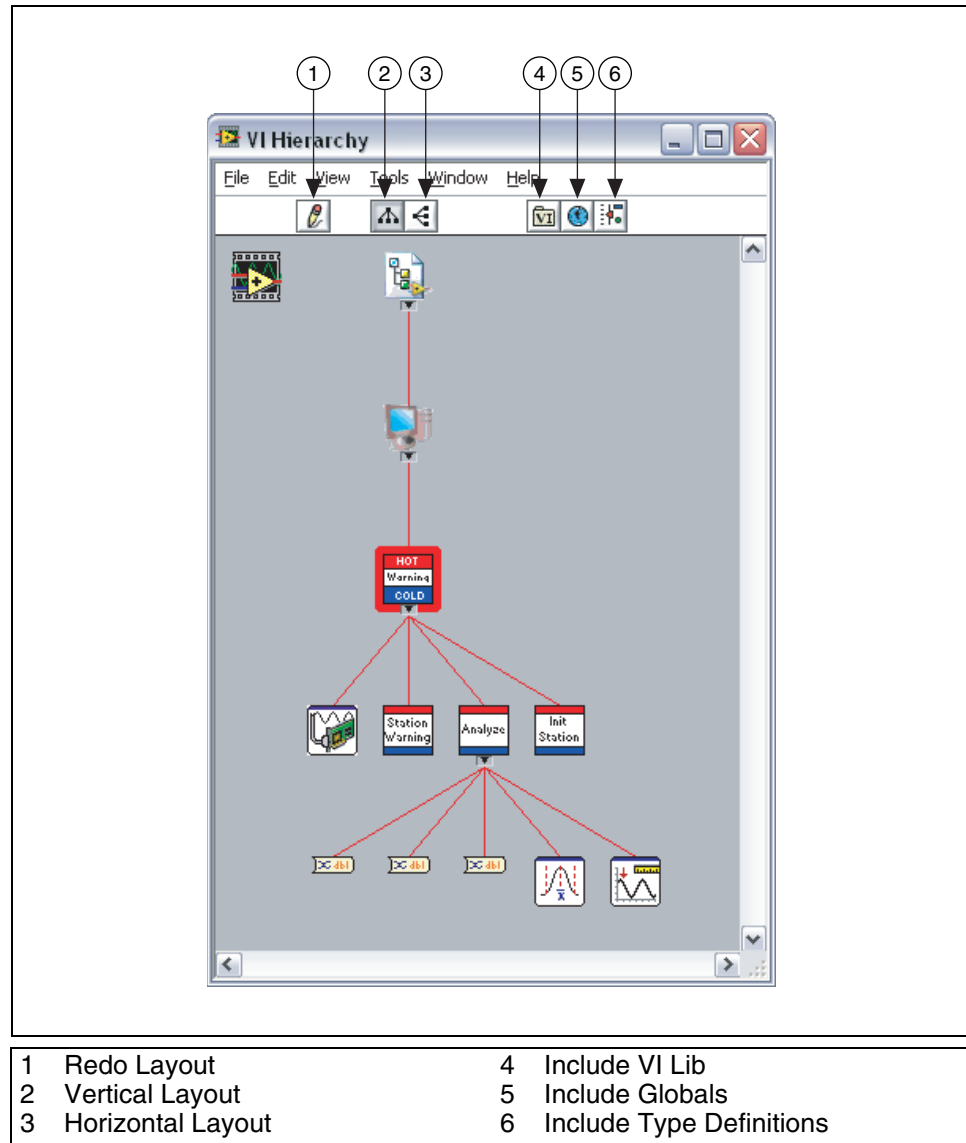 1 2 3 4 5 6
VI Hierarchy
File Edit View Tools Window Help
VI
HOT
Warning
COLD
Station
Warning
Analyze
Init
Station
dbl dbl dbl
x
1 Redo Layout
2 Vertical Layout
3 Horizontal Layout
4 Include VI Lib
5 Include Globals
6 Include Type Definitions